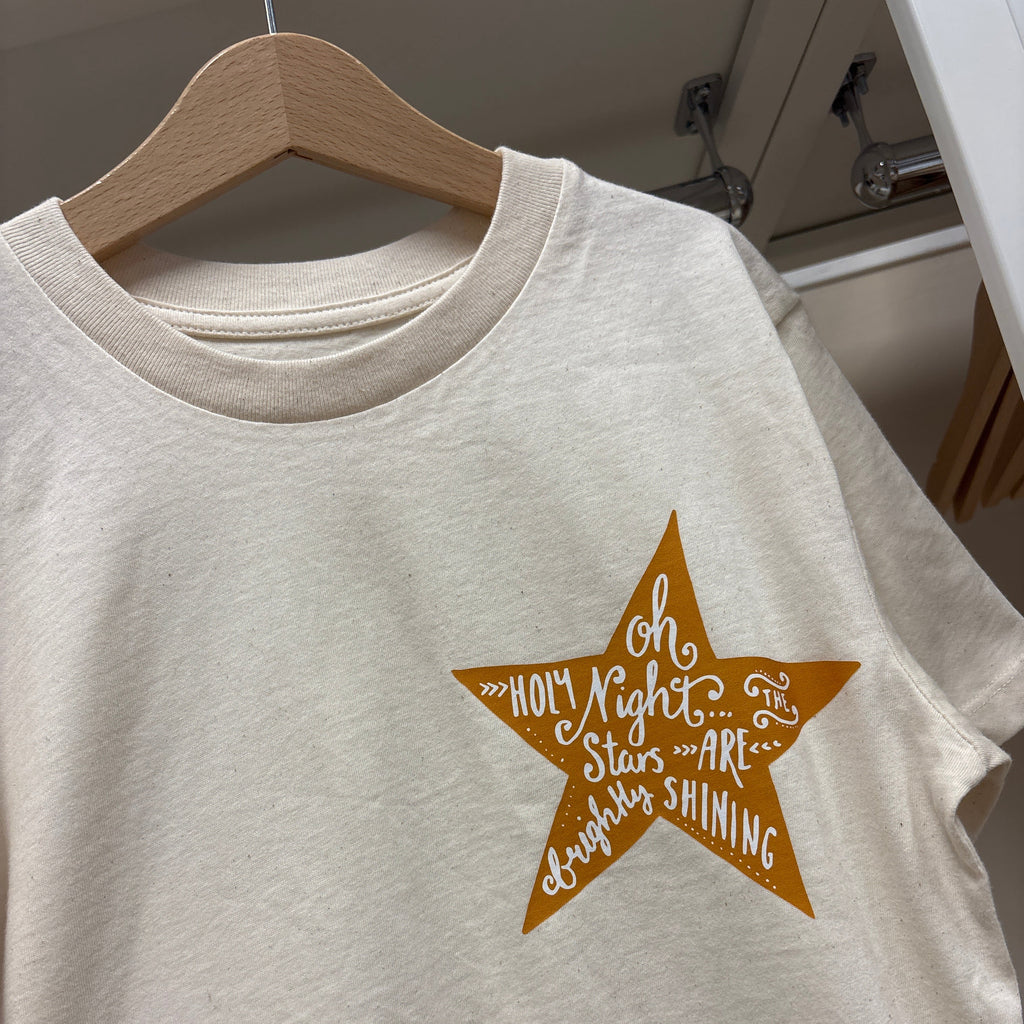 oh
HOLY Night... THE
Stars ARE
brightly SHINING